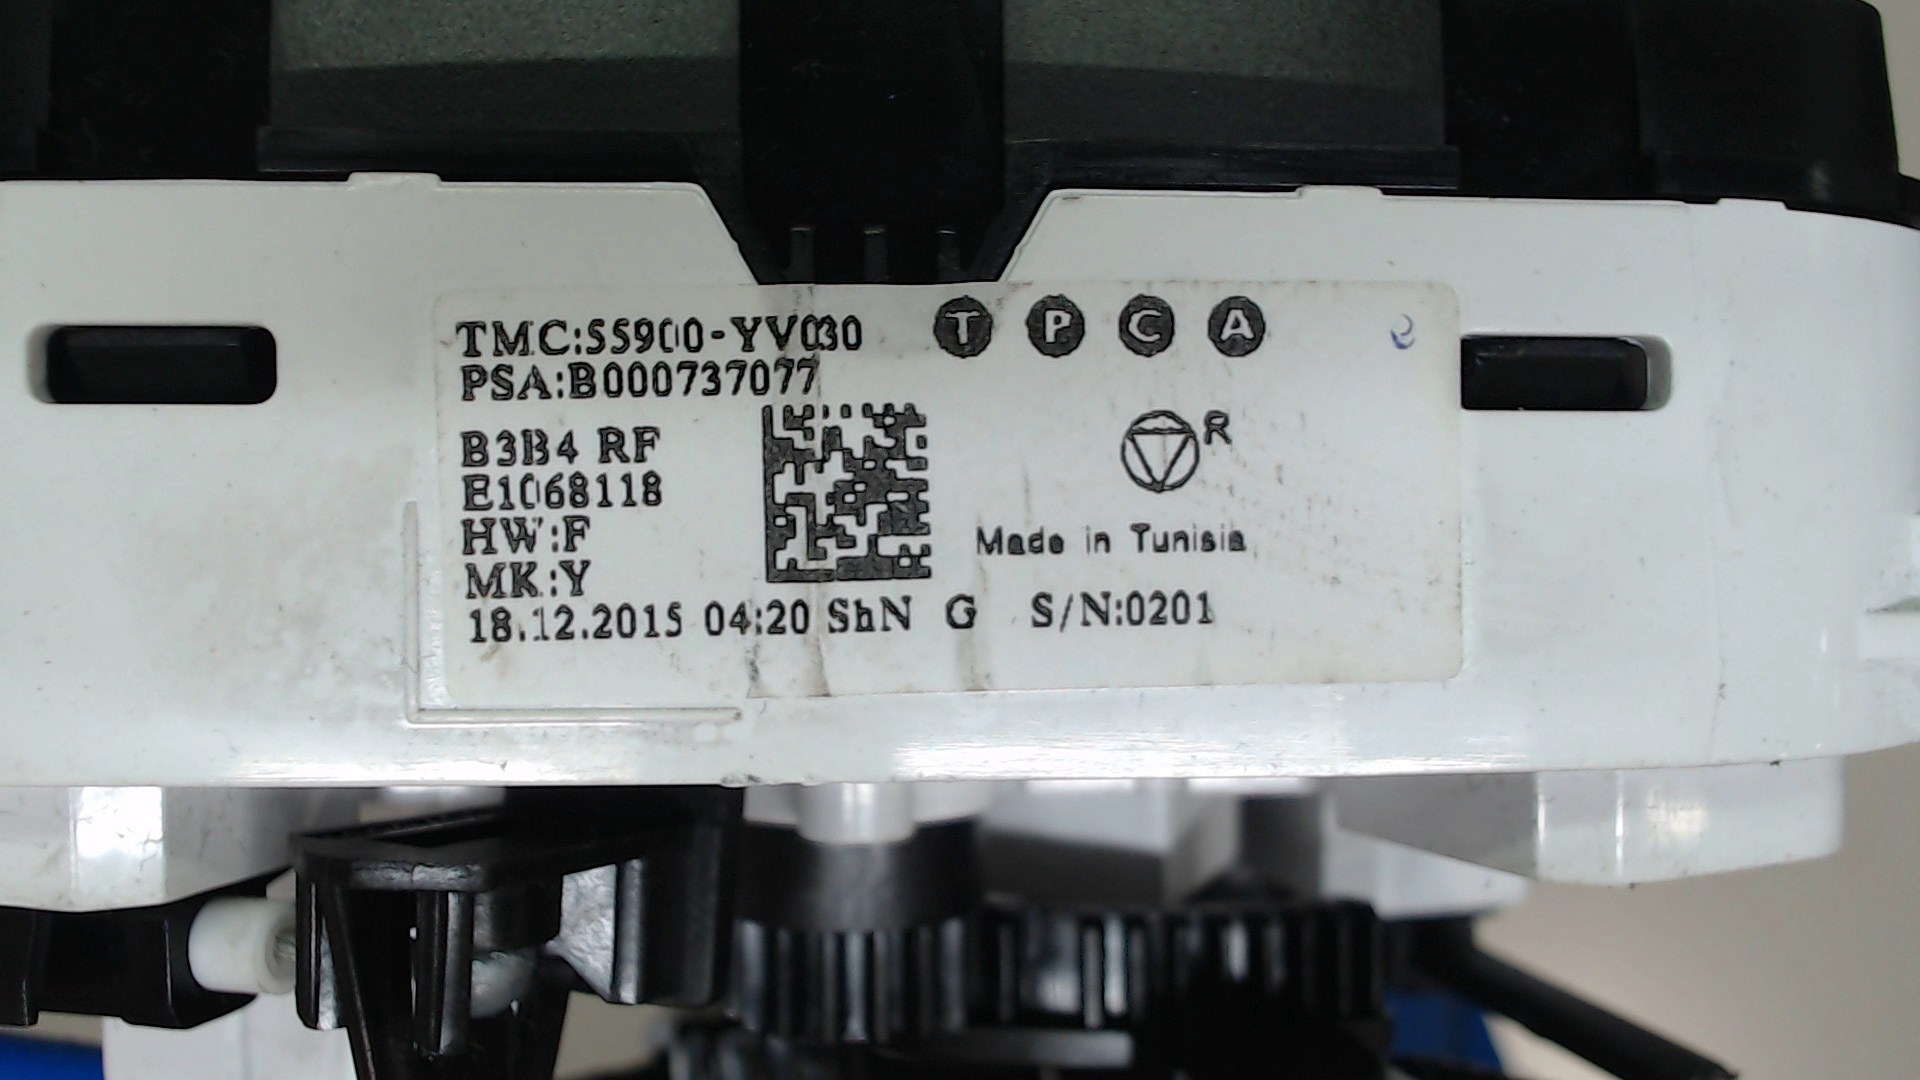 TMC:55900-YV030 T P C A
PSA:B000737077
B3B4 RF
R
E1068118
HW:F
Made in Tunisia
MK:Y
18.12.2015 04:20 ShN G S/N:0201